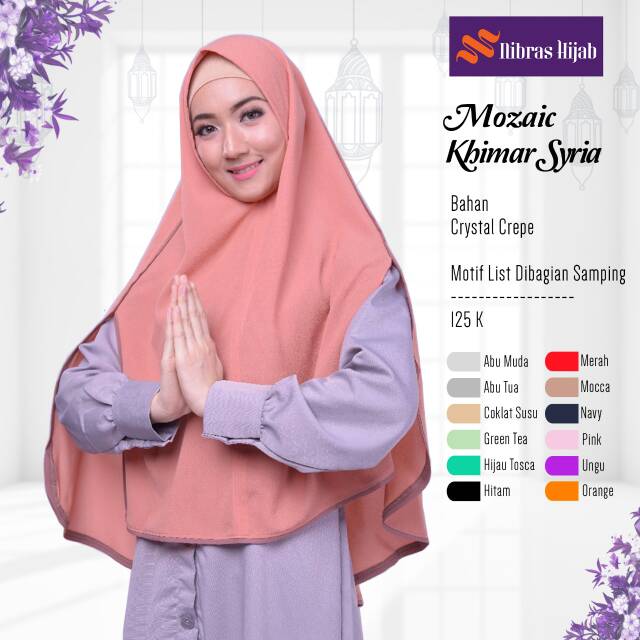 Nibras Hijab
Mozaic
Khimar Syria
Bahan
Crystal Crepe
Motif List Dibagian Samping
------------------
125 K
Abu Muda
Merah
Abu Tua
Mocca
Coklat Susu
Navy
Green Tea
Pink
Hijau Tosca
Ungu
Hitam
Orange